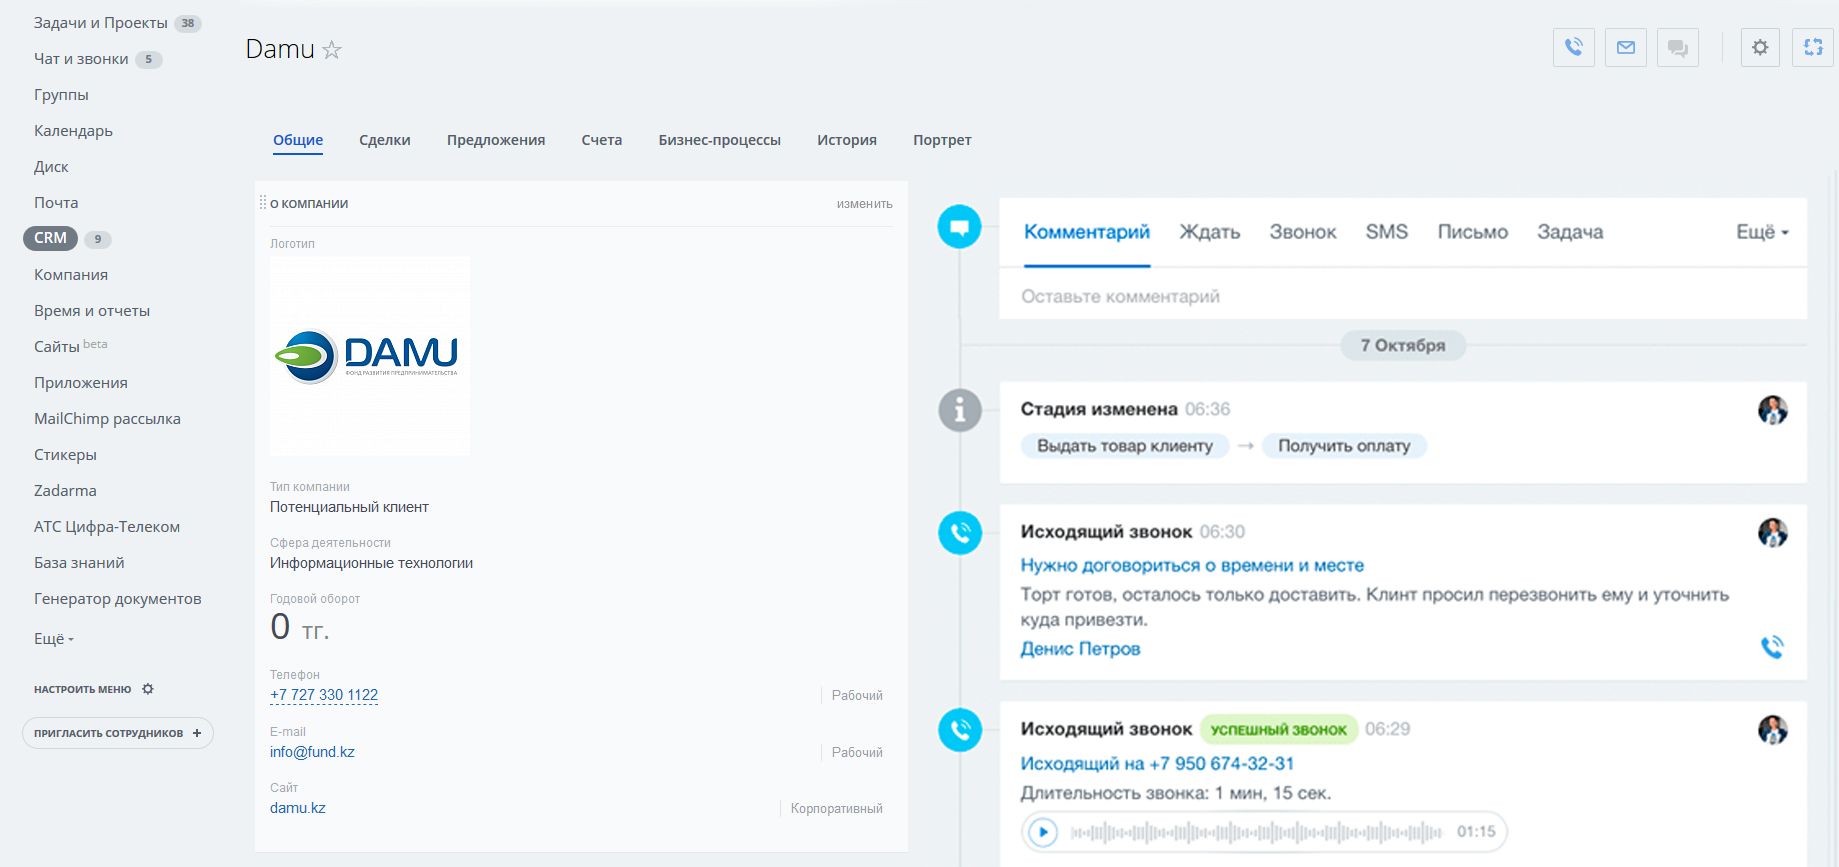 Задачи и Проекты 38
Чат и звонки 5
Группы
Календарь
Диск
Почта
CRM 9
Компания
Время и отчеты
Сайты beta
Приложения
MailChimp рассылка
Стикеры
Zadarma
АТС Цифра-Телеком
База знаний
Генератор документов
Ещё
НАСТРОИТЬ МЕНЮ
ПРИГЛАСИТЬ СОТРУДНИКОВ +
Damu
Общие Сделки Предложения Счета Бизнес-процессы История Портрет
О КОМПАНИИ изменить
Логотип
DAMU
ФОНД РАЗВИТИЯ ПРЕДПРИНИМАТЕЛЬСТВА
Тип компании
Потенциальный клиент
Сфера деятельности
Информационные технологии
Годовой оборот
0 тг.
Телефон
+7 727 330 1122 Рабочий
E-mail
info@fund.kz Рабочий
Сайт
damu.kz Корпоративный
Комментарий Ждать Звонок SMS Письмо Задача Ещё
Оставьте комментарий
7 Октября
Стадия изменена 06:36
Выдать товар клиенту → Получить оплату
Исходящий звонок 06:30
Нужно договориться о времени и месте
Торт готов, осталось только доставить. Клинт просил перезвонить ему и уточнить
куда привезти.
Денис Петров
Исходящий звонок УСПЕШНЫЙ ЗВОНОК 06:29
Исходящий на +7 950 674-32-31
Длительность звонка: 1 мин, 15 сек.
01:15